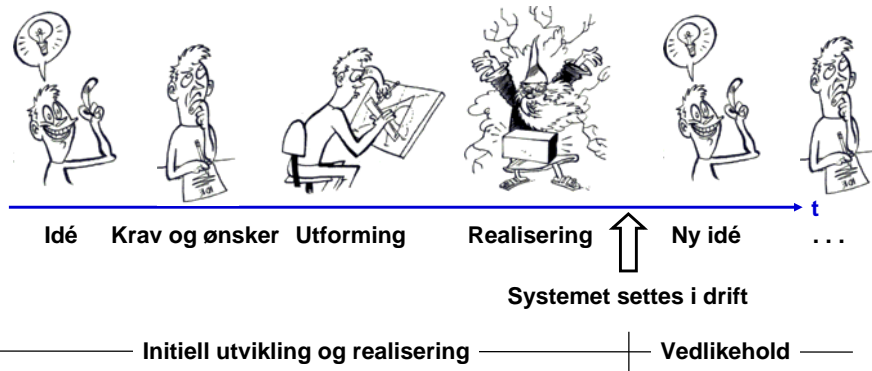 t
Idé Krav og ønsker Utforming Realisering Ny idé . . .
Systemet settes i drift
Initiell utvikling og realisering Vedlikehold